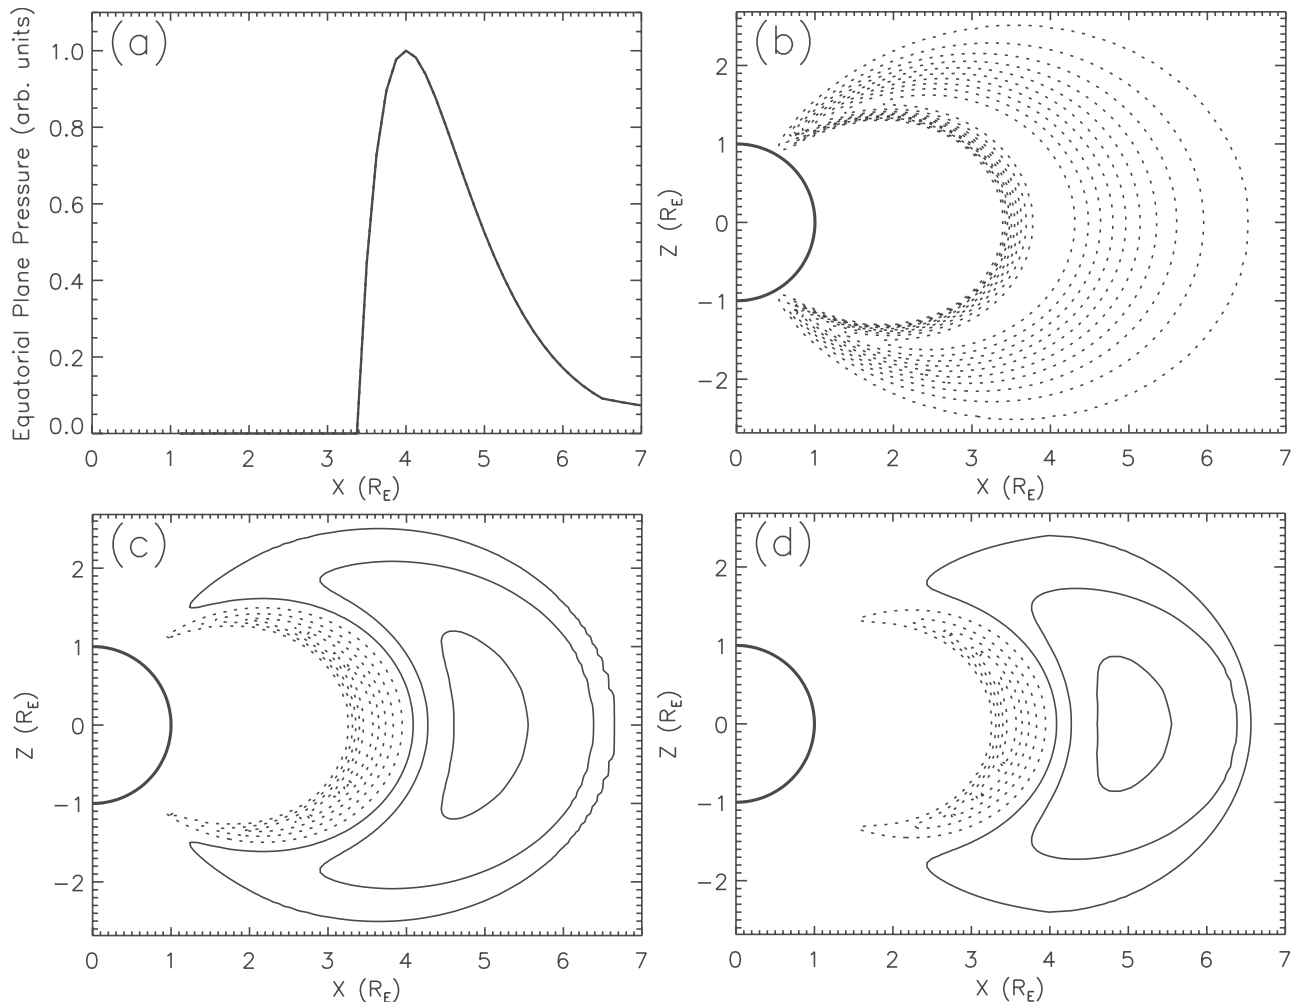 (a)
Equatorial Plane Pressure (arb. units)
1.0
0.8
0.6
0.4
0.2
0.0
0 1 2 3 4 5 6 7
X (R_E)
(b)
Z (R_E)
2
1
0
−1
−2
0 1 2 3 4 5 6 7
X (R_E)
(c)
Z (R_E)
2
1
0
−1
−2
0 1 2 3 4 5 6 7
X (R_E)
(d)
Z (R_E)
2
1
0
−1
−2
0 1 2 3 4 5 6 7
X (R_E)